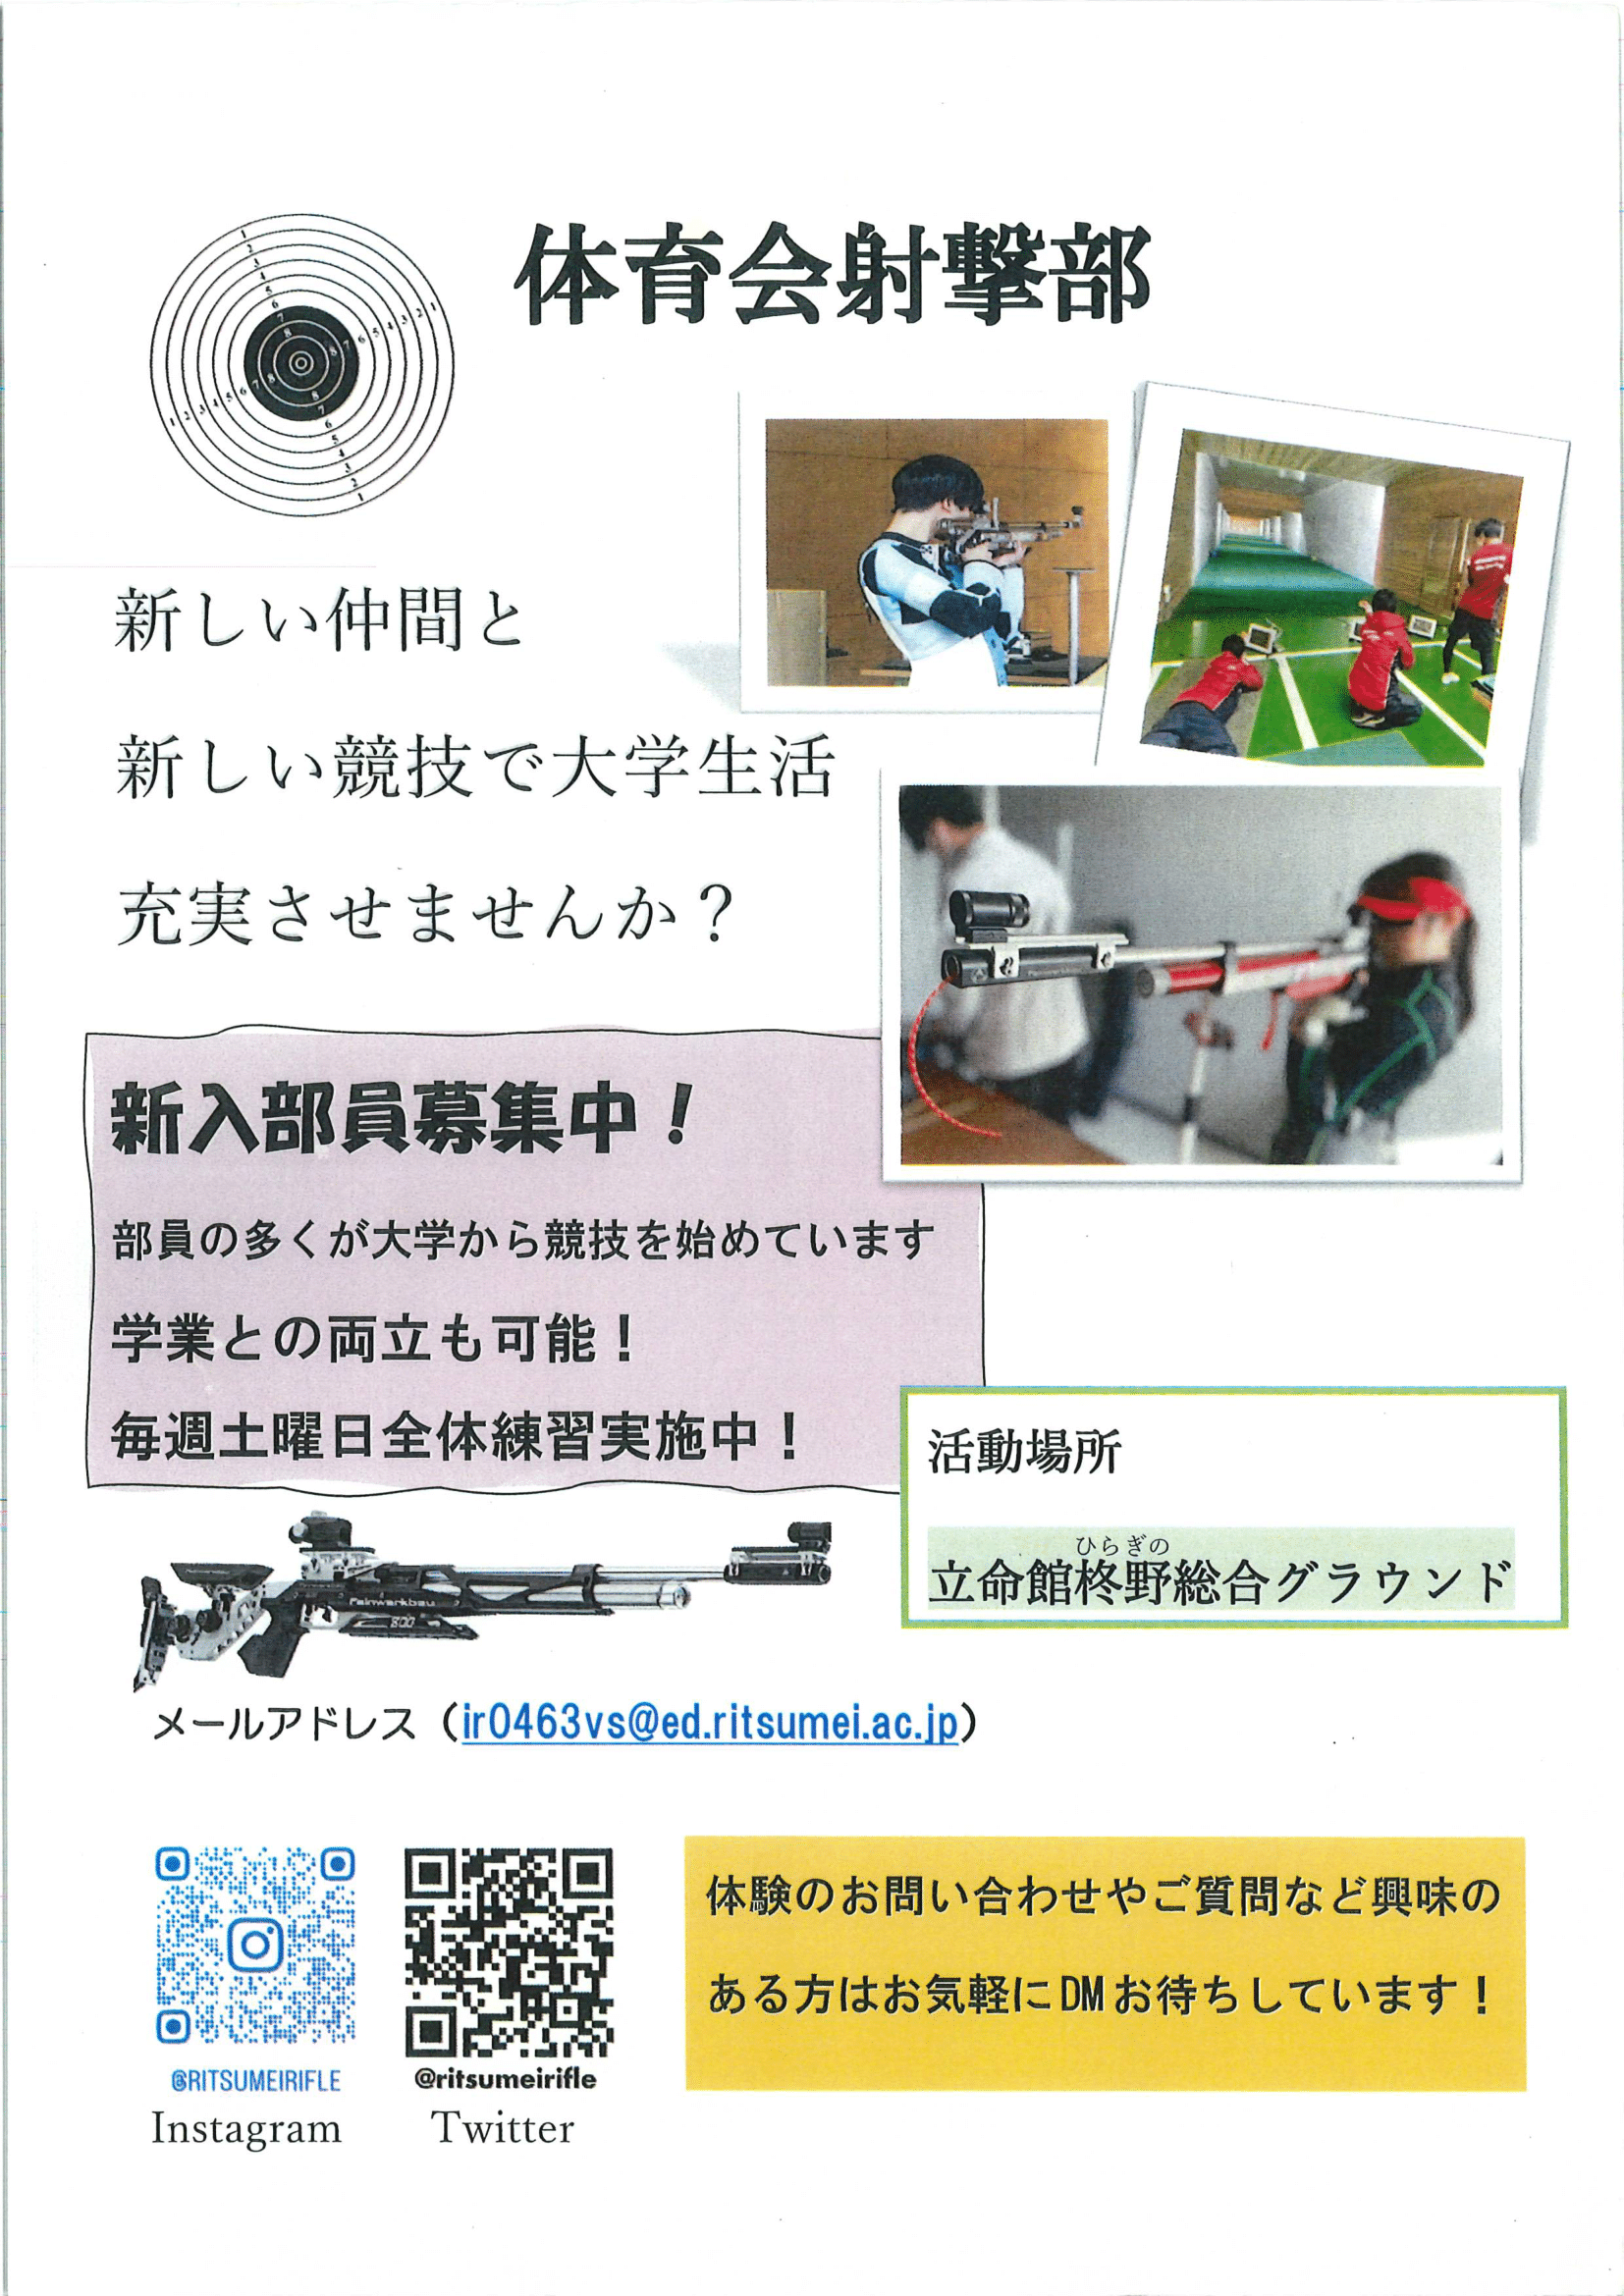 体育会射撃部
新しい仲間と
新しい競技で大学生活
充実させませんか？
新入部員募集中！
部員の多くが大学から競技を始めています
学業との両立も可能！
毎週土曜日全体練習実施中！
活動場所
ひらぎの
立命館柊野総合グラウンド
Feinwerkbau
800
メールアドレス（ir0463vs@ed.ritsumei.ac.jp）
体験のお問い合わせやご質問など興味の
ある方はお気軽にDMお待ちしています！
@RITSUMEIRIFLE
Instagram
@ritsumeirifle
Twitter